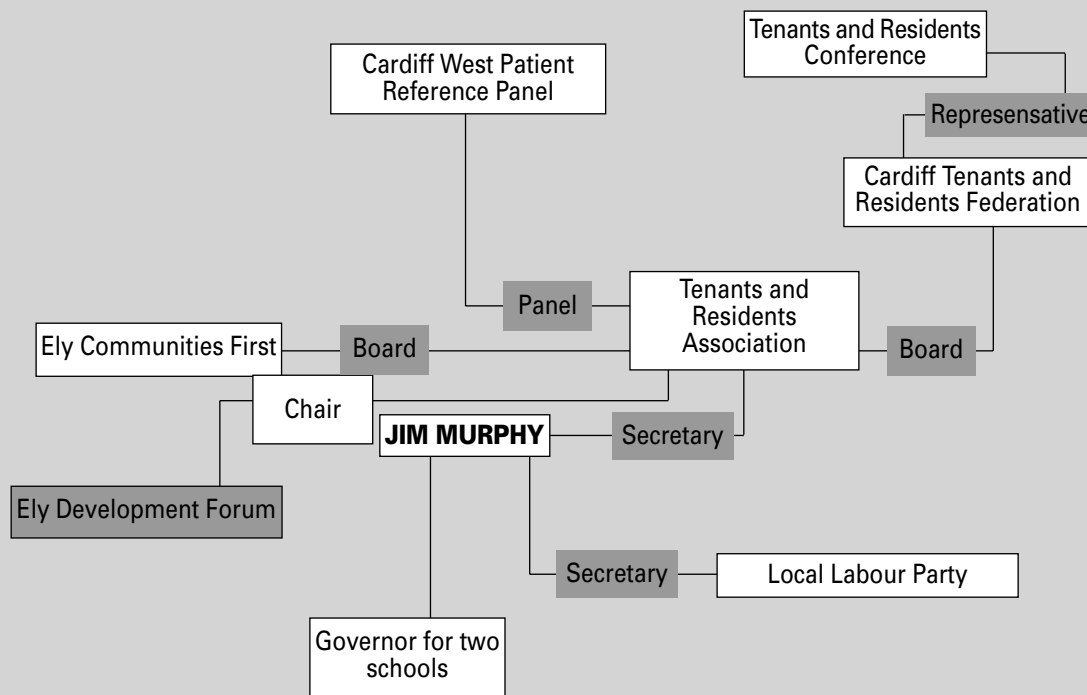 Tenants and Residents
Conference
Cardiff West Patient
Reference Panel
Represensative
Cardiff Tenants and
Residents Federation
Panel
Tenants and
Residents
Association
Ely Communities First
Board
Board
Chair
JIM MURPHY
Secretary
Ely Development Forum
Secretary
Local Labour Party
Governor for two
schools